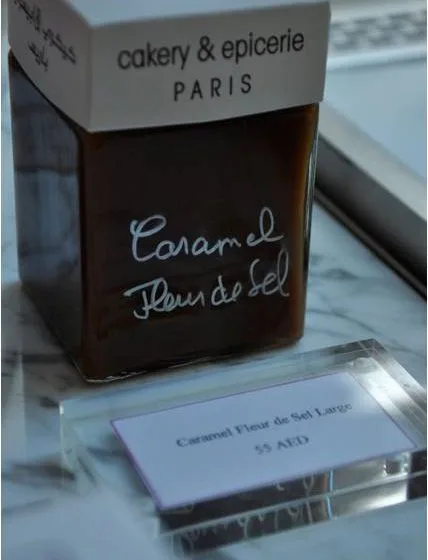 cakery & epicerie
PARIS
Caramel
Fleur de Sel
Caramel Fleur de Sel Large
55 AED